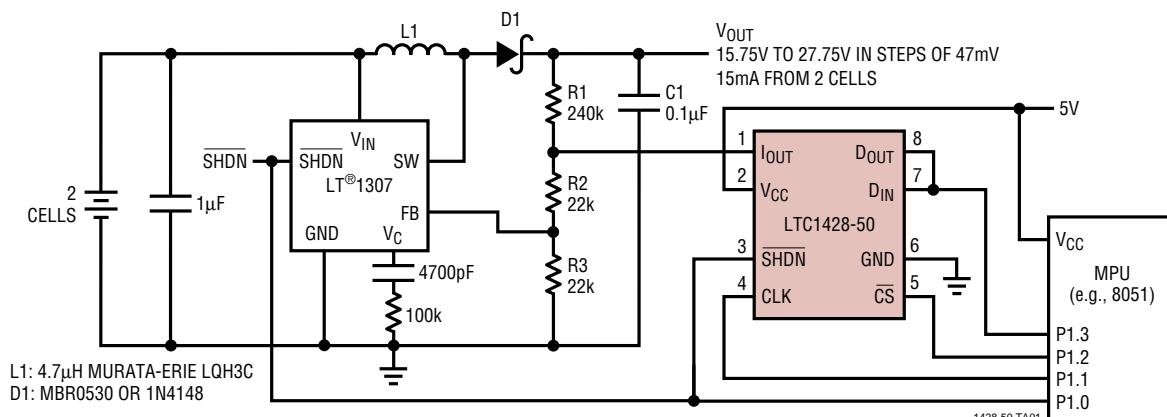 L1
D1
VOUT
15.75V TO 27.75V IN STEPS OF 47mV
15mA FROM 2 CELLS
R1
240k
C1
0.1µF
5V
VIN
SHDN
SHDN
SW
LT®1307
FB
GND
VC
2
CELLS
1µF
R2
22k
R3
22k
4700pF
100k
1
IOUT
DOUT
8
2
VCC
DIN
7
LTC1428-50
3
SHDN
GND
6
4
CLK
CS
5
VCC
MPU
(e.g., 8051)
P1.3
P1.2
P1.1
P1.0
L1: 4.7µH MURATA-ERIE LQH3C
D1: MBR0530 OR 1N4148
1428-50 TA01